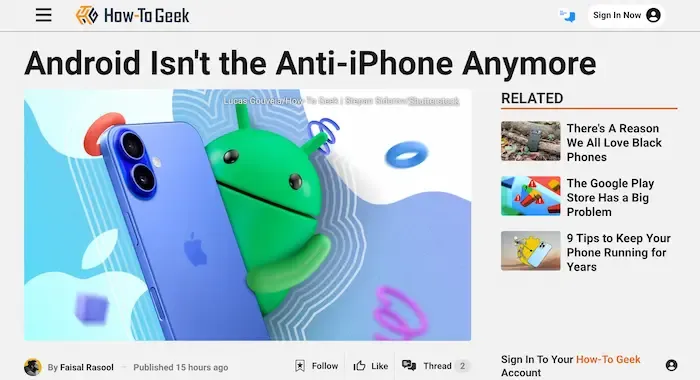 How-To Geek
Sign In Now
Android Isn't the Anti-iPhone Anymore
Lucas Gouveia/How-To Geek | Stepan Sidorov/Shutterstock
RELATED
There's A Reason
We All Love Black
Phones
The Google Play
Store Has a Big
Problem
9 Tips to Keep Your
Phone Running for
Years
By Faisal Rasool
Published 15 hours ago
Follow
Like
Thread 2
Sign In To Your How-To Geek
Account